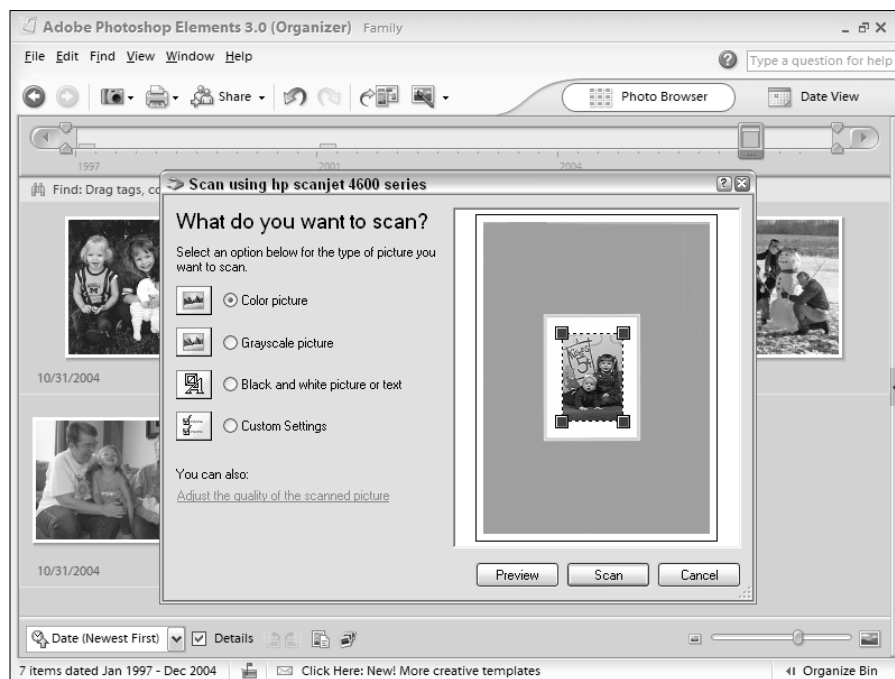 Adobe Photoshop Elements 3.0 (Organizer) Family
File Edit Find View Window Help
Type a question for help
Share
Photo Browser
Date View
1997
2001
2004
Find: Drag tags, co
Scan using hp scanjet 4600 series
What do you want to scan?
Select an option below for the type of picture you
want to scan.
Color picture
Grayscale picture
Black and white picture or text
Custom Settings
You can also:
Adjust the quality of the scanned picture
Preview
Scan
Cancel
10/31/2004
10/31/2004
Date (Newest First)
Details
7 items dated Jan 1997 - Dec 2004
Click Here: New! More creative templates
Organize Bin